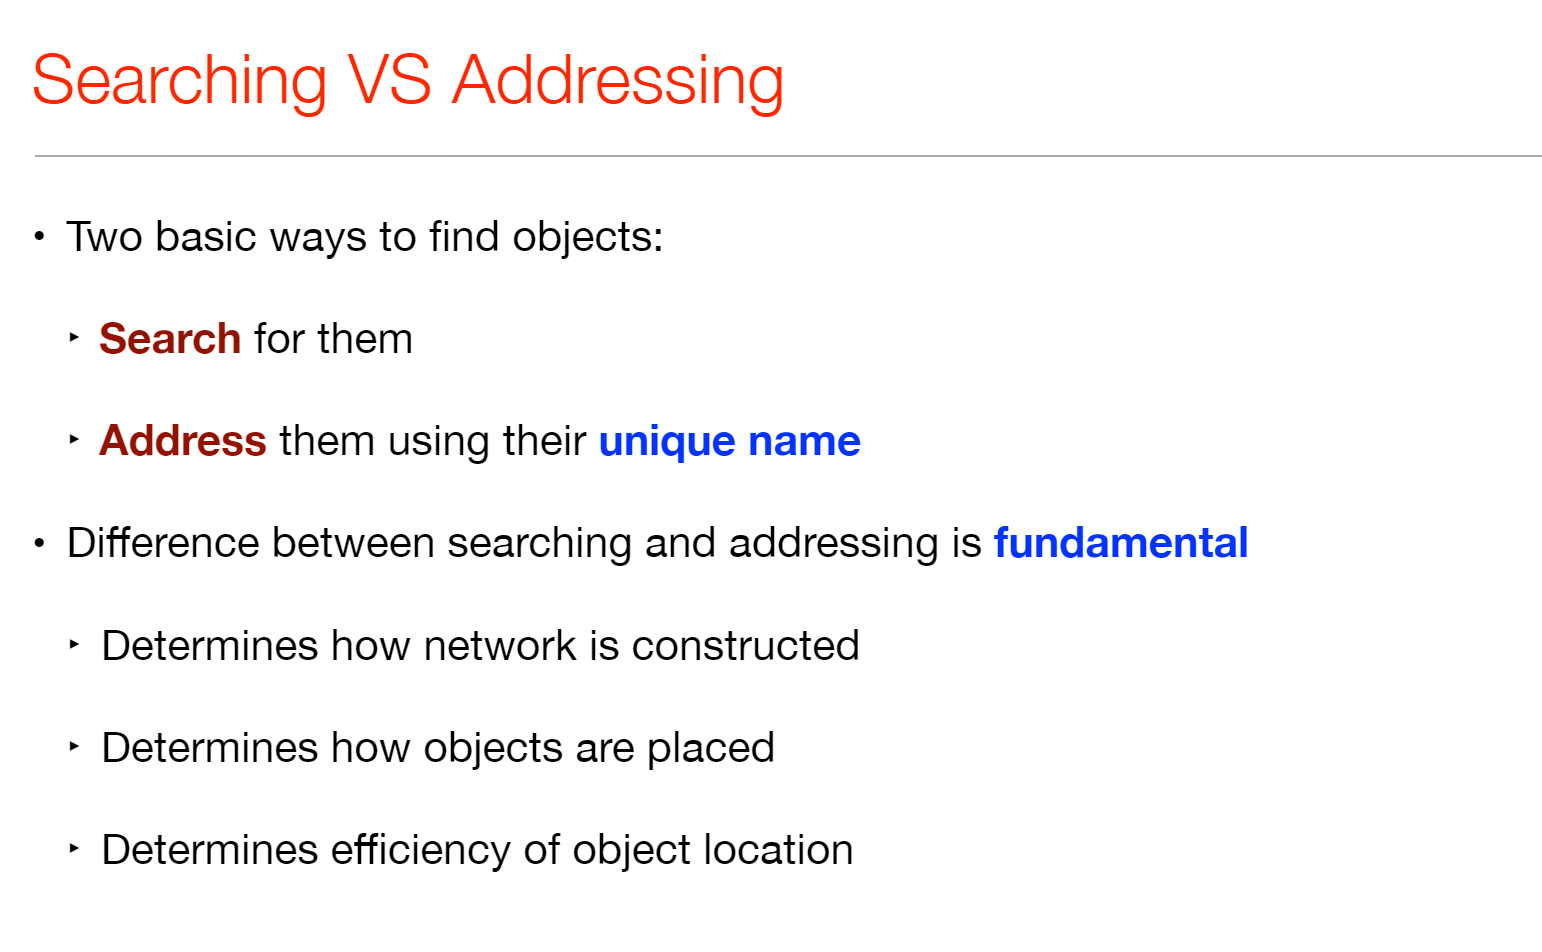 Searching VS Addressing
• Two basic ways to find objects:
‣ Search for them
‣ Address them using their unique name
• Difference between searching and addressing is fundamental
‣ Determines how network is constructed
‣ Determines how objects are placed
‣ Determines efficiency of object location